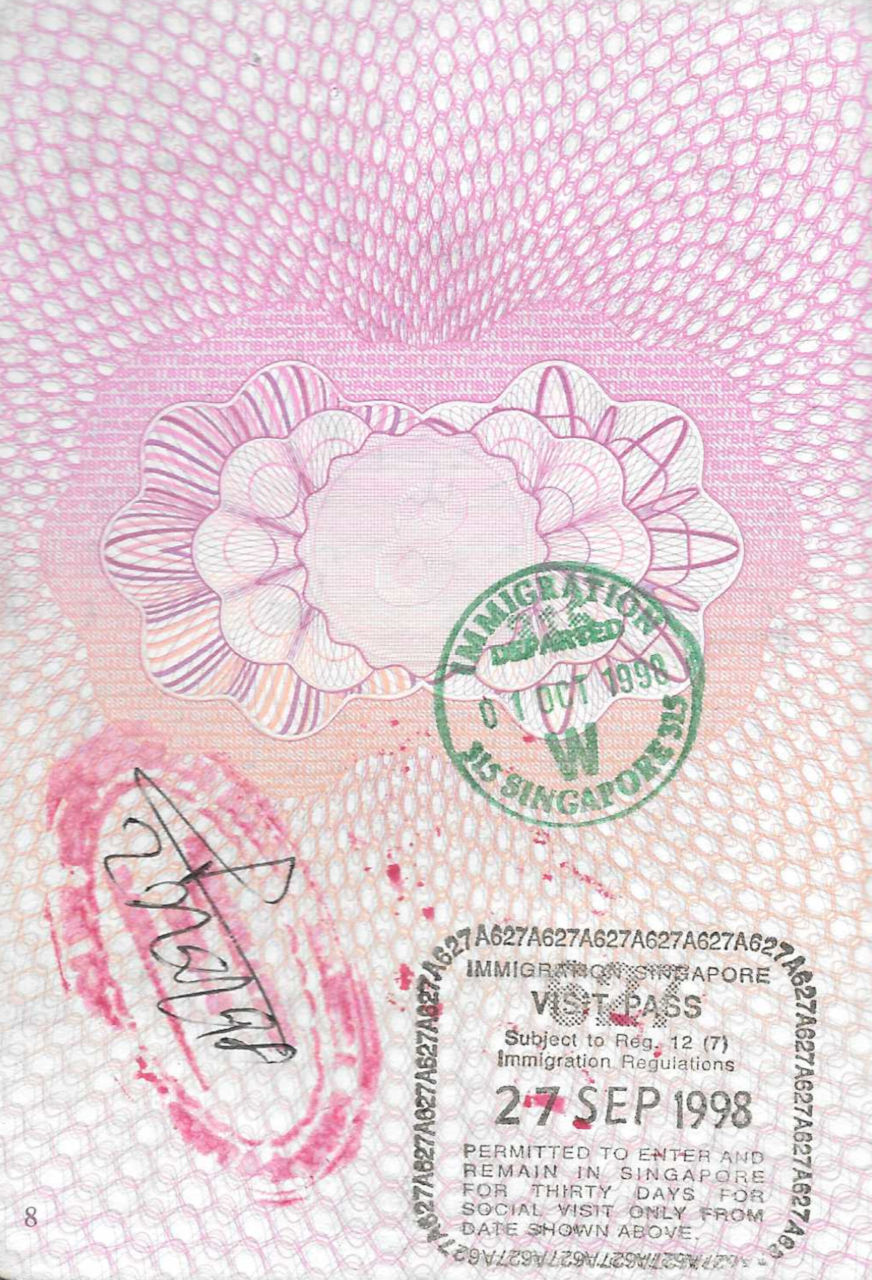 IMMIGRATION
DEPARTED
01 OCT 1998
W
315 SINGAPORE 315
A627A627A627A627A627A627A627
IMMIGRATION SINGAPORE
VISIT PASS
Subject to Reg. 12 (7)
Immigration Regulations
27 SEP 1998
PERMITTED TO ENTER AND
REMAIN IN SINGAPORE
FOR THIRTY DAYS FOR
SOCIAL VISIT ONLY FROM
DATE SHOWN ABOVE.
8